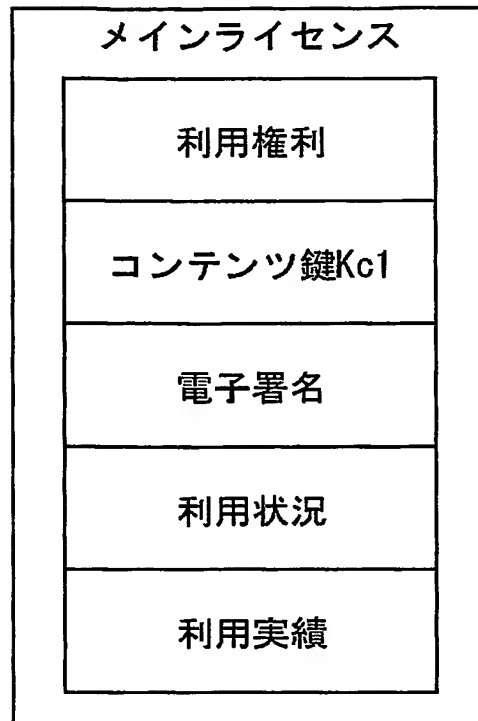 メインライセンス
利用権利
コンテンツ鍵Kc1
電子署名
利用状況
利用実績